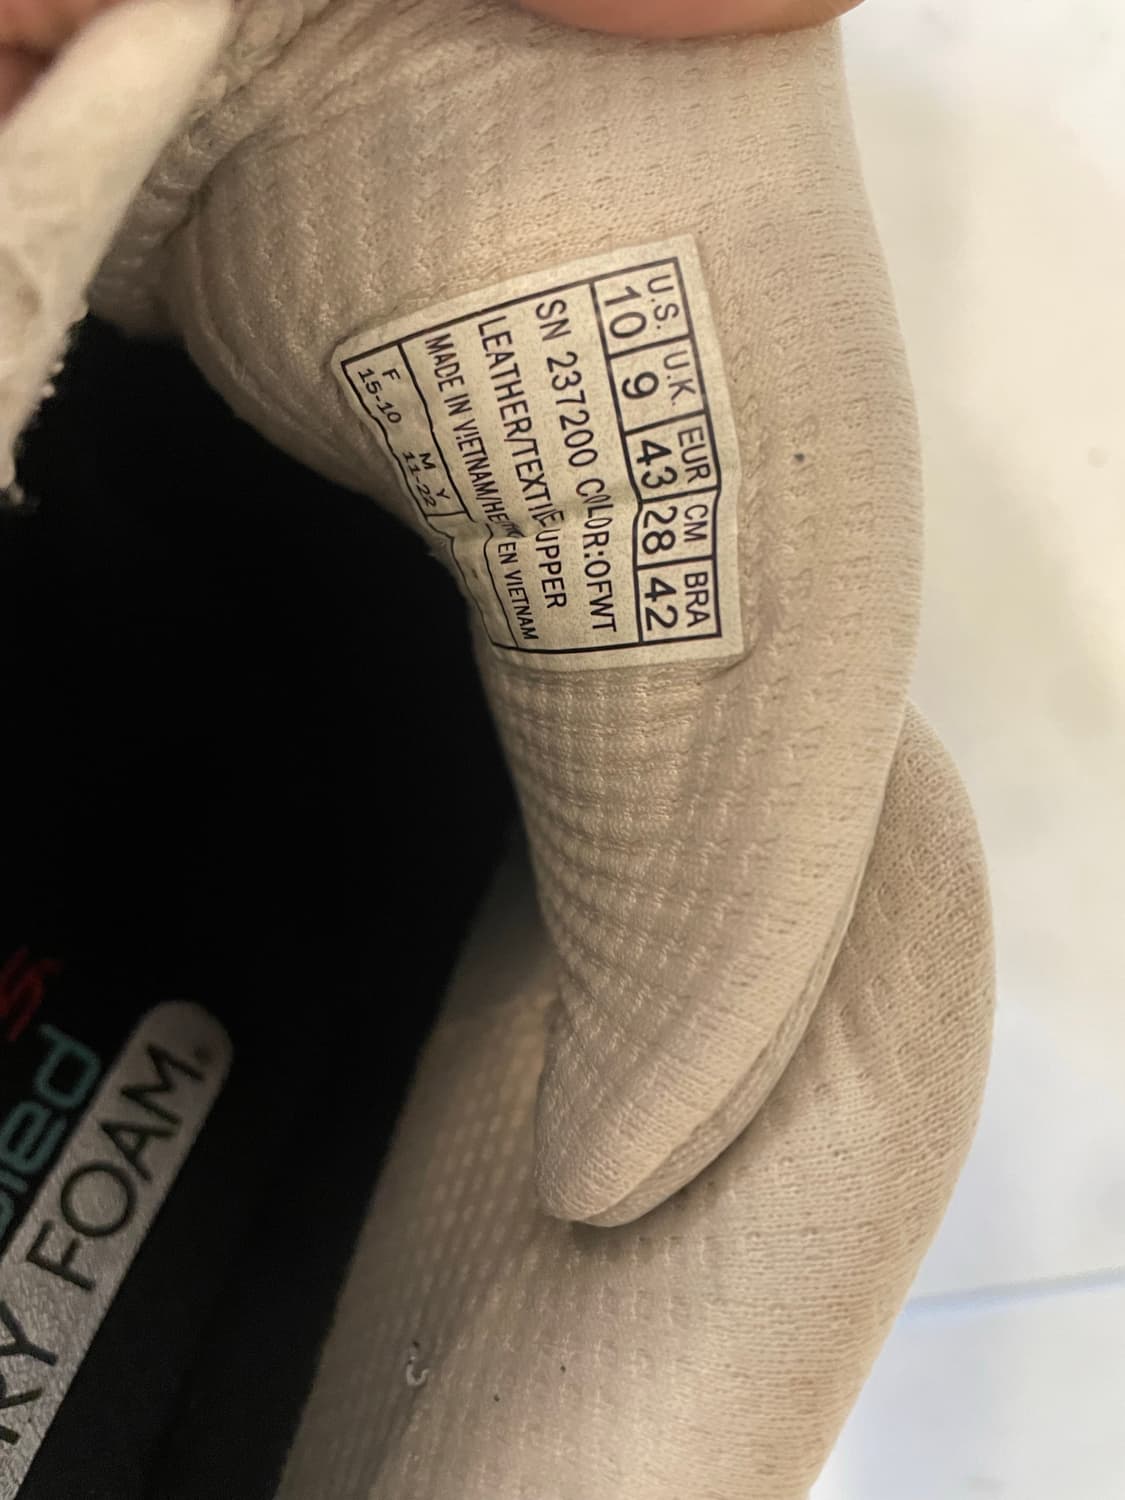 U.S. U.K. EUR CM BRA
10 9 43 28 42
SN 237200 COLOR:OFWT
LEATHER/TEXTILE UPPER
MADE IN VIETNAM/HECHO EN VIETNAM
F M Y
15-10 11-22
FOAM